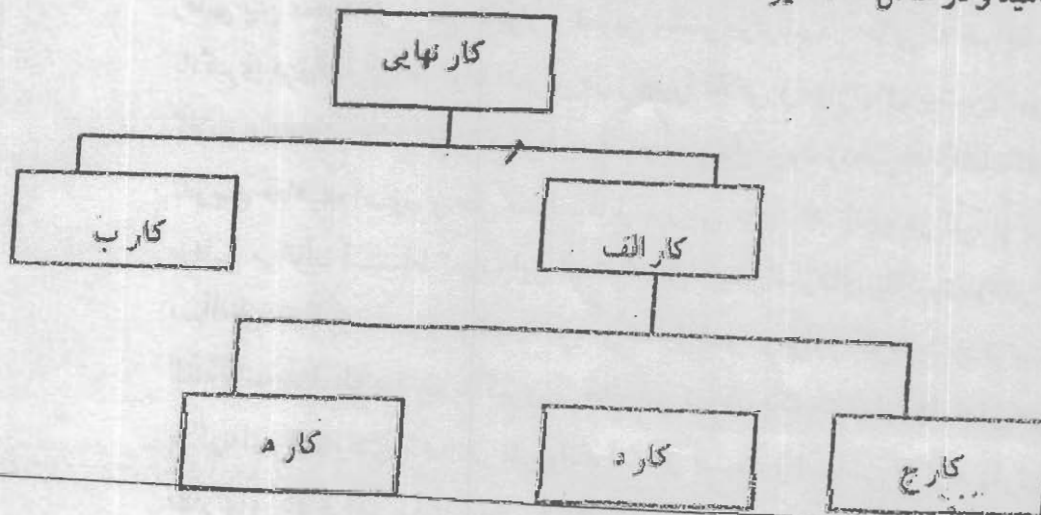 کار نهایی
کار الف
کار ب
کار ج
کار د
کار ه